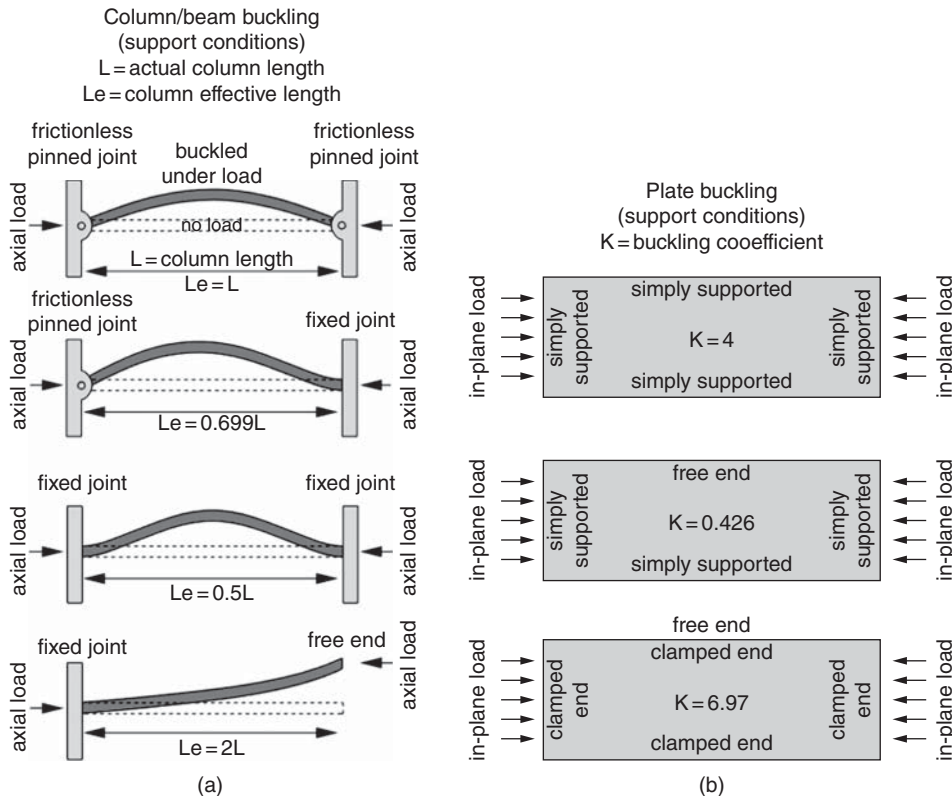 Column/beam buckling
(support conditions)
L = actual column length
Le = column effective length
frictionless
pinned joint
frictionless
pinned joint
buckled
under load
axial load
no load
axial load
L = column length
Le = L
frictionless
pinned joint
fixed joint
axial load
axial load
Le = 0.699L
fixed joint
fixed joint
axial load
axial load
Le = 0.5L
fixed joint
free end
axial load
axial load
Le = 2L
(a)
Plate buckling
(support conditions)
K = buckling cooefficient
in-plane load
simply
supported
simply supported
K = 4
simply supported
simply
supported
in-plane load
in-plane load
simply
supported
free end
K = 0.426
simply supported
simply
supported
in-plane load
free end
in-plane load
clamped
end
clamped end
K = 6.97
clamped end
clamped
end
in-plane load
(b)